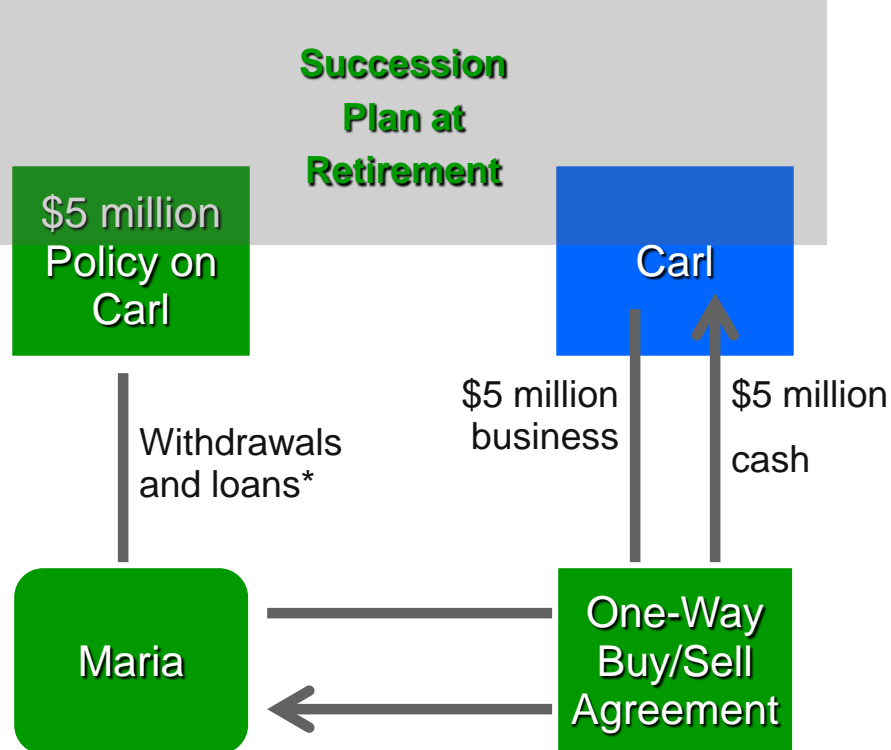 Succession
Plan at
Retirement
$5 million
Policy on
Carl
Carl
$5 million
business
$5 million
cash
Withdrawals
and loans*
Maria
One-Way
Buy/Sell
Agreement